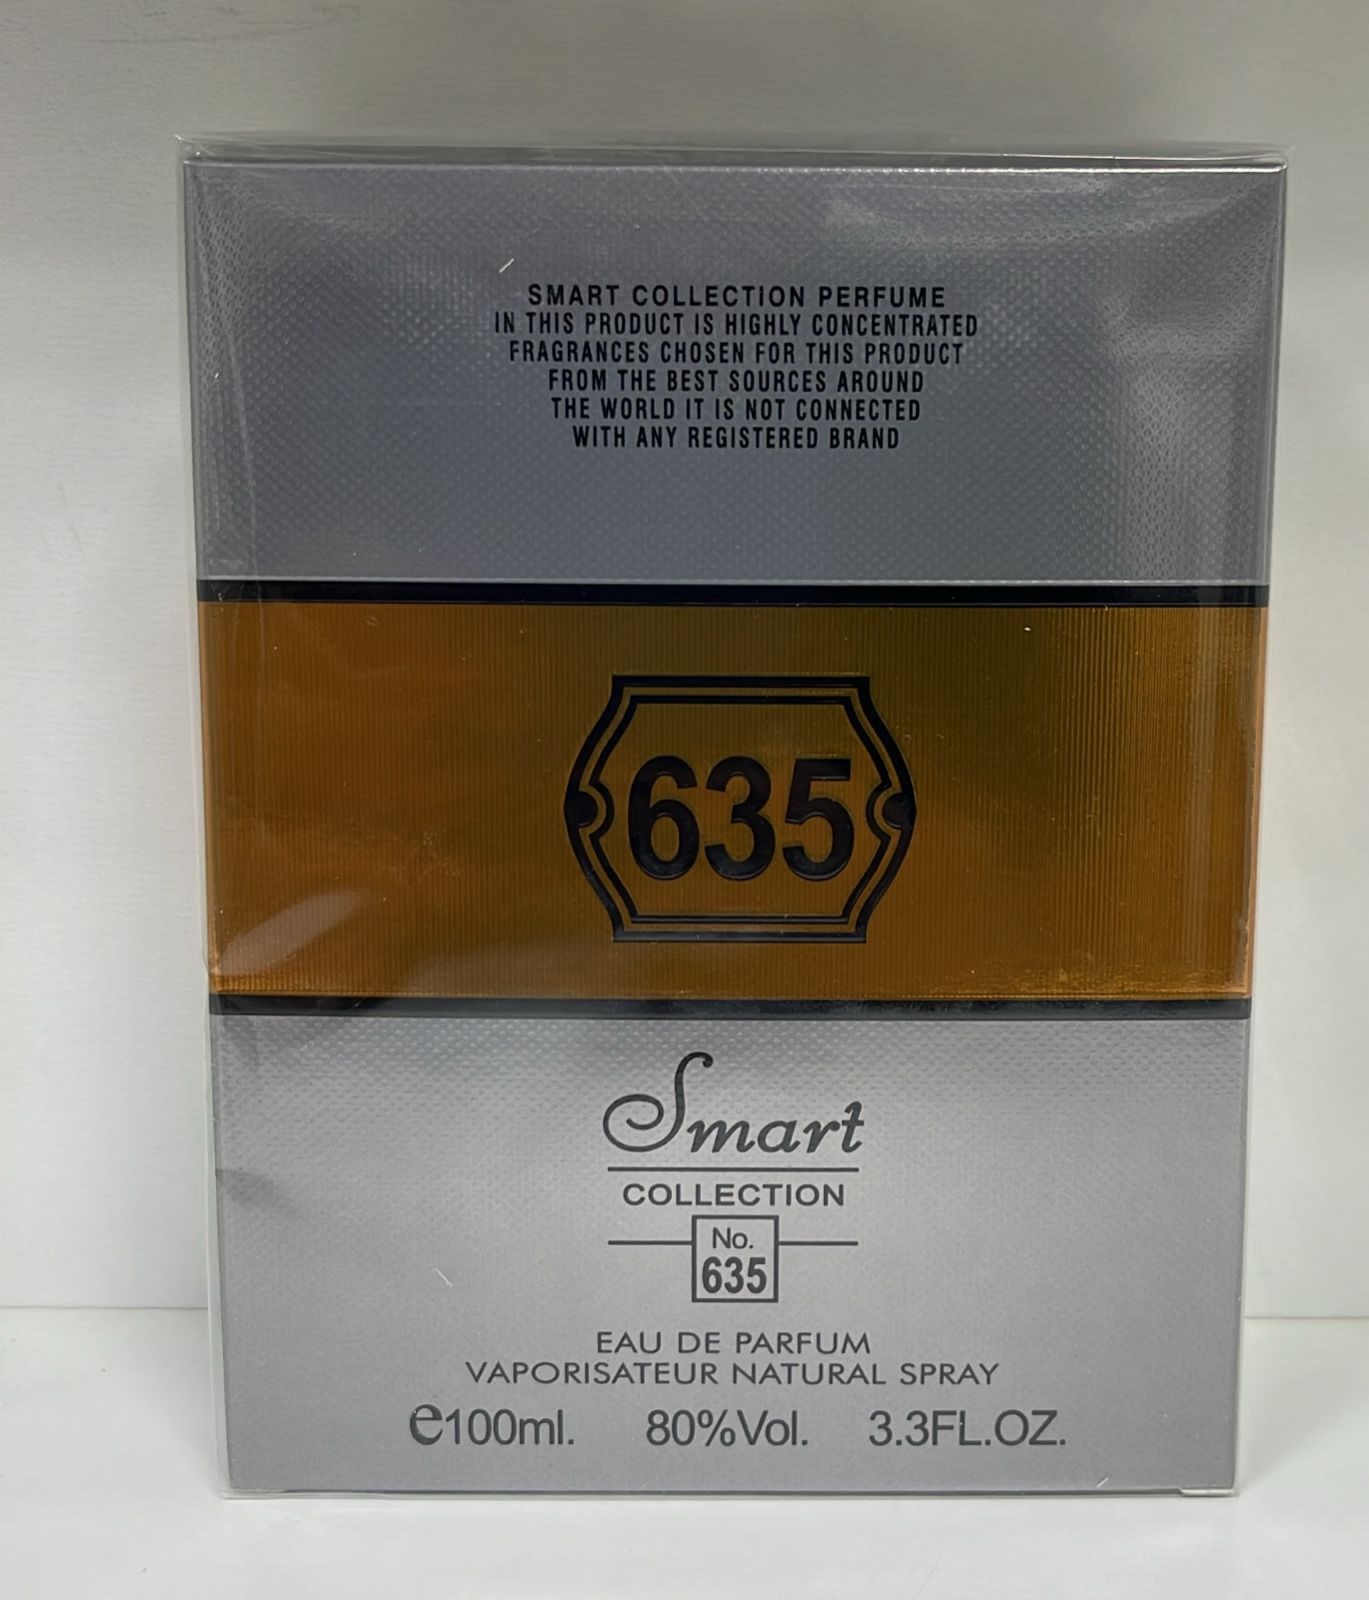 SMART COLLECTION PERFUME
IN THIS PRODUCT IS HIGHLY CONCENTRATED
FRAGRANCES CHOSEN FOR THIS PRODUCT
FROM THE BEST SOURCES AROUND
THE WORLD IT IS NOT CONNECTED
WITH ANY REGISTERED BRAND
635
Smart
COLLECTION
No.
635
EAU DE PARFUM
VAPORISATEUR NATURAL SPRAY
e100ml. 80%Vol. 3.3FL.OZ.